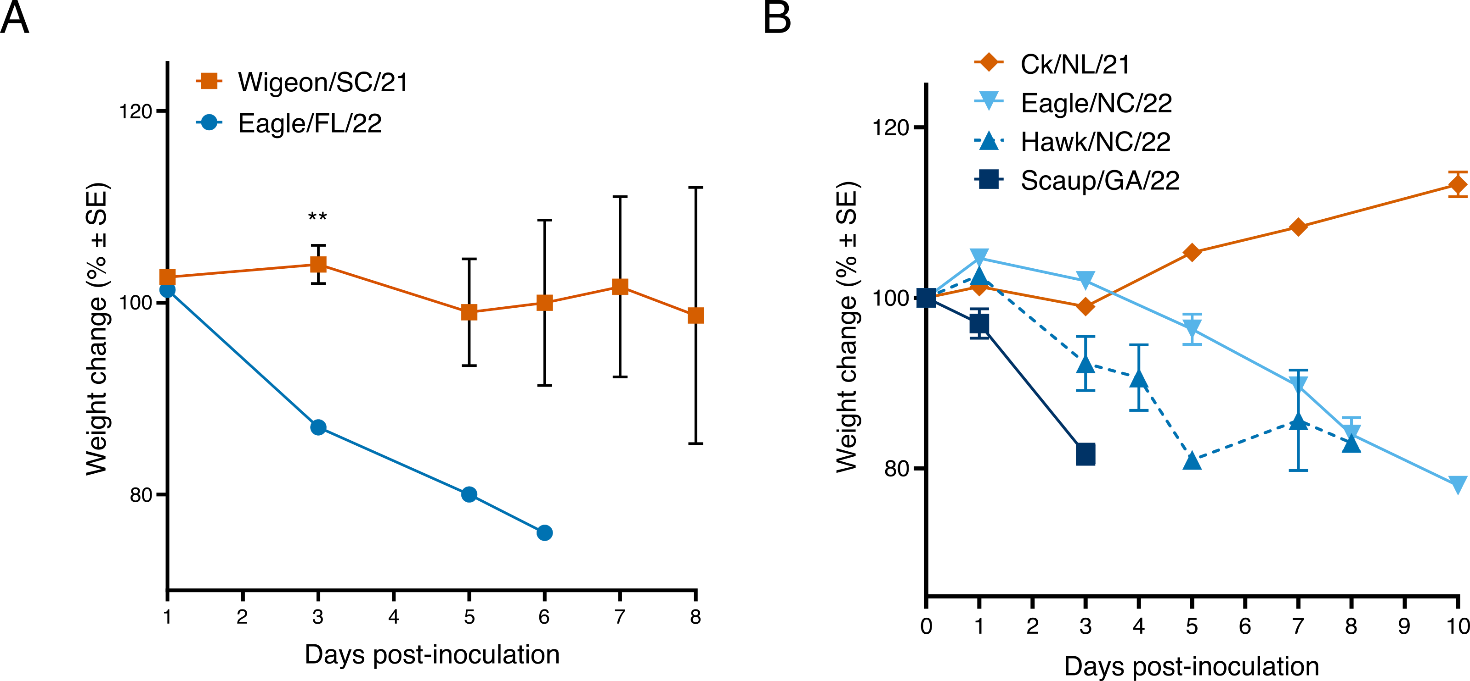 A
Wigeon/SC/21
Eagle/FL/22
120
100
80
**
Weight change (% ± SE)
1 2 3 4 5 6 7 8
Days post-inoculation
B
Ck/NL/21
Eagle/NC/22
Hawk/NC/22
Scaup/GA/22
120
100
80
Weight change (% ± SE)
0 1 2 3 4 5 6 7 8 9 10
Days post-inoculation